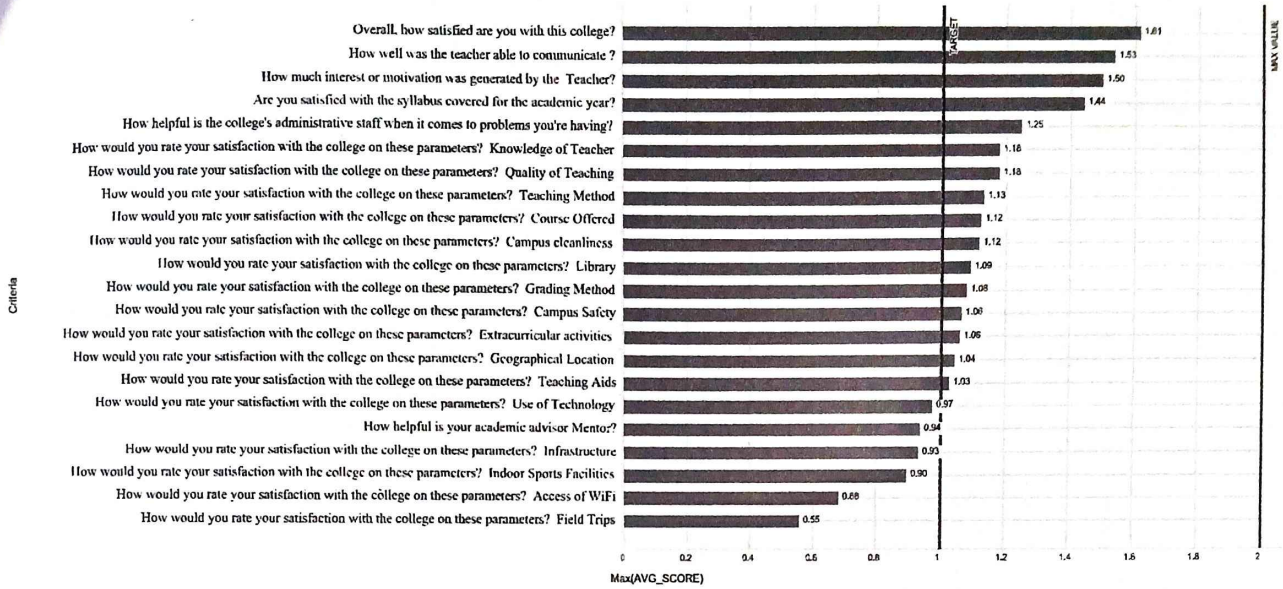 Overall, how satisfied are you with this college? 1.61
How well was the teacher able to communicate ? 1.53
How much interest or motivation was generated by the Teacher? 1.50
Are you satisfied with the syllabus covered for the academic year? 1.44
How helpful is the college's administrative staff when it comes to problems you're having? 1.25
How would you rate your satisfaction with the college on these parameters? Knowledge of Teacher 1.18
How would you rate your satisfaction with the college on these parameters? Quality of Teaching 1.18
How would you rate your satisfaction with the college on these parameters? Teaching Method 1.13
How would you rate your satisfaction with the college on these parameters? Course Offered 1.12
How would you rate your satisfaction with the college on these parameters? Campus cleanliness 1.12
How would you rate your satisfaction with the college on these parameters? Library 1.09
How would you rate your satisfaction with the college on these parameters? Grading Method 1.08
How would you rate your satisfaction with the college on these parameters? Campus Safety 1.06
How would you rate your satisfaction with the college on these parameters? Extracurricular activities 1.06
How would you rate your satisfaction with the college on these parameters? Geographical Location 1.04
How would you rate your satisfaction with the college on these parameters? Teaching Aids 1.03
How would you rate your satisfaction with the college on these parameters? Use of Technology 0.97
How helpful is your academic advisor Mentor? 0.94
How would you rate your satisfaction with the college on these parameters? Infrastructure 0.93
How would you rate your satisfaction with the college on these parameters? Indoor Sports Facilities 0.90
How would you rate your satisfaction with the college on these parameters? Access of WiFi 0.68
How would you rate your satisfaction with the college on these parameters? Field Trips 0.55
0 0.2 0.4 0.6 0.8 1 1.2 1.4 1.6 1.8 2
Max(AVG_SCORE)
Criteria
TARGET
MAX VALUE